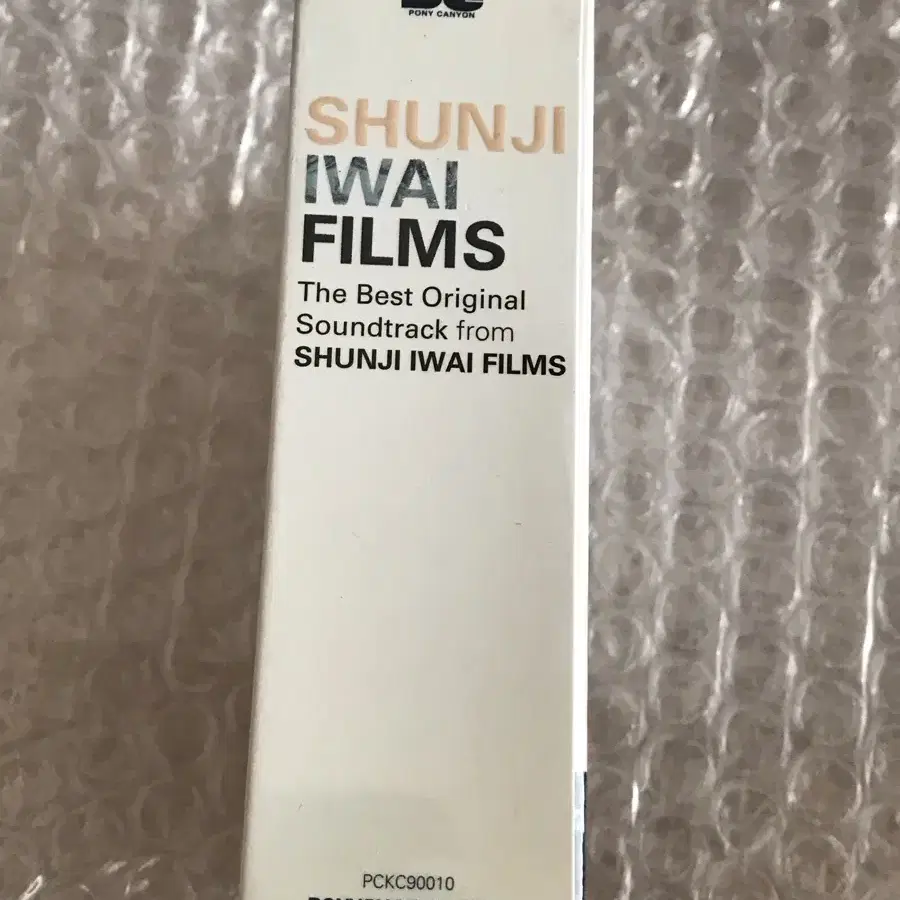 PONY CANYON
SHUNJI
IWAI
FILMS
The Best Original
Soundtrack from
SHUNJI IWAI FILMS
PCKC90010